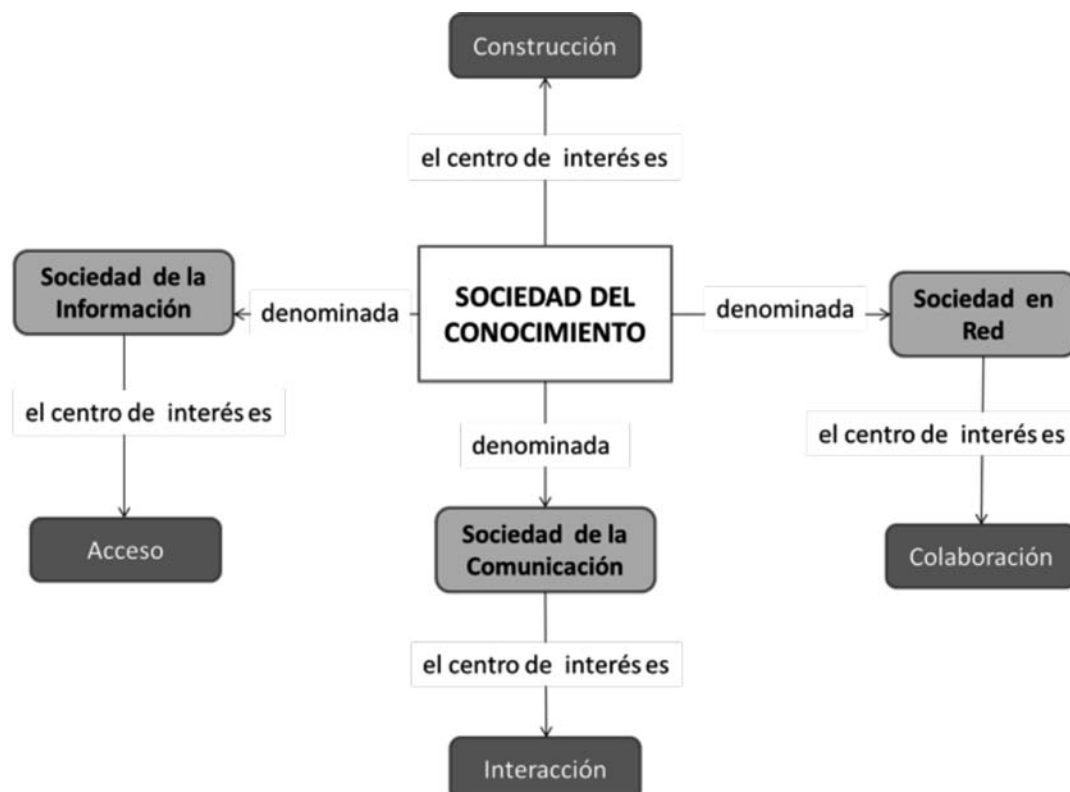 Construcción
el centro de interés es
Sociedad de la
Información
denominada
SOCIEDAD DEL
CONOCIMIENTO
denominada
Sociedad en
Red
el centro de interés es
denominada
el centro de interés es
Acceso
Sociedad de la
Comunicación
Colaboración
el centro de interés es
Interacción